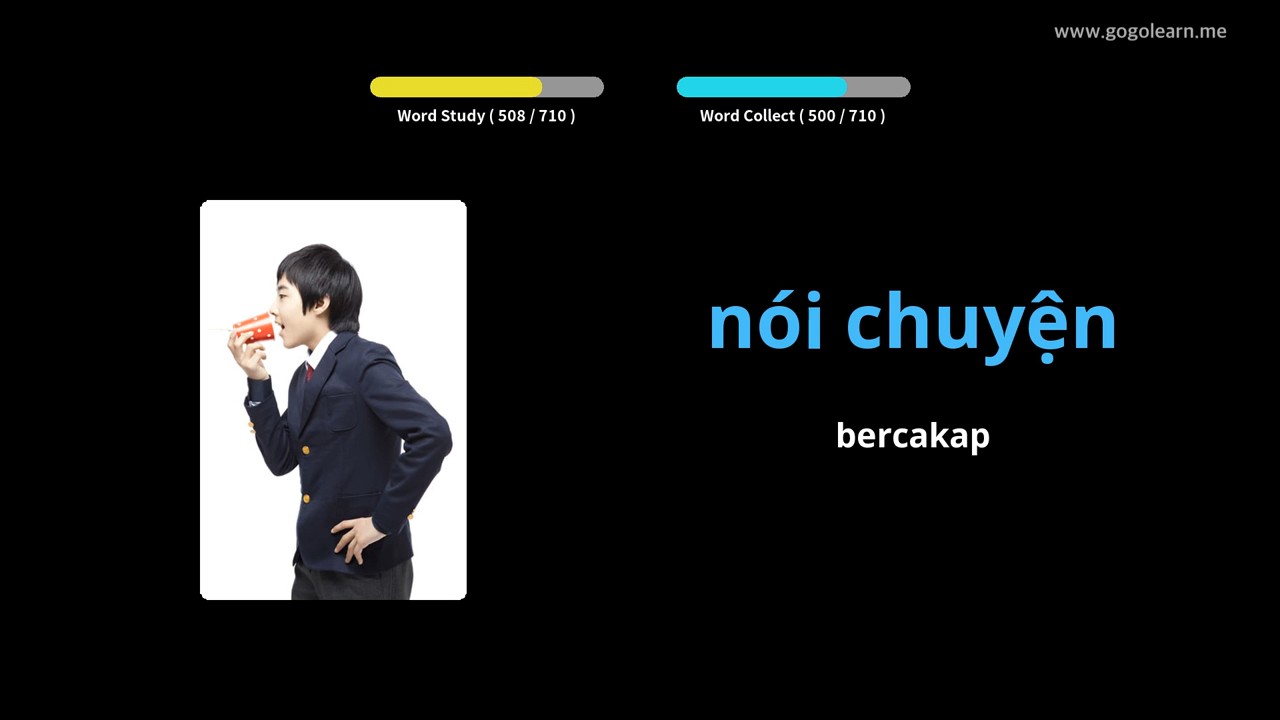 www.gogolearn.me
Word Study ( 508 / 710 )
Word Collect ( 500 / 710 )
nói chuyện
bercakap